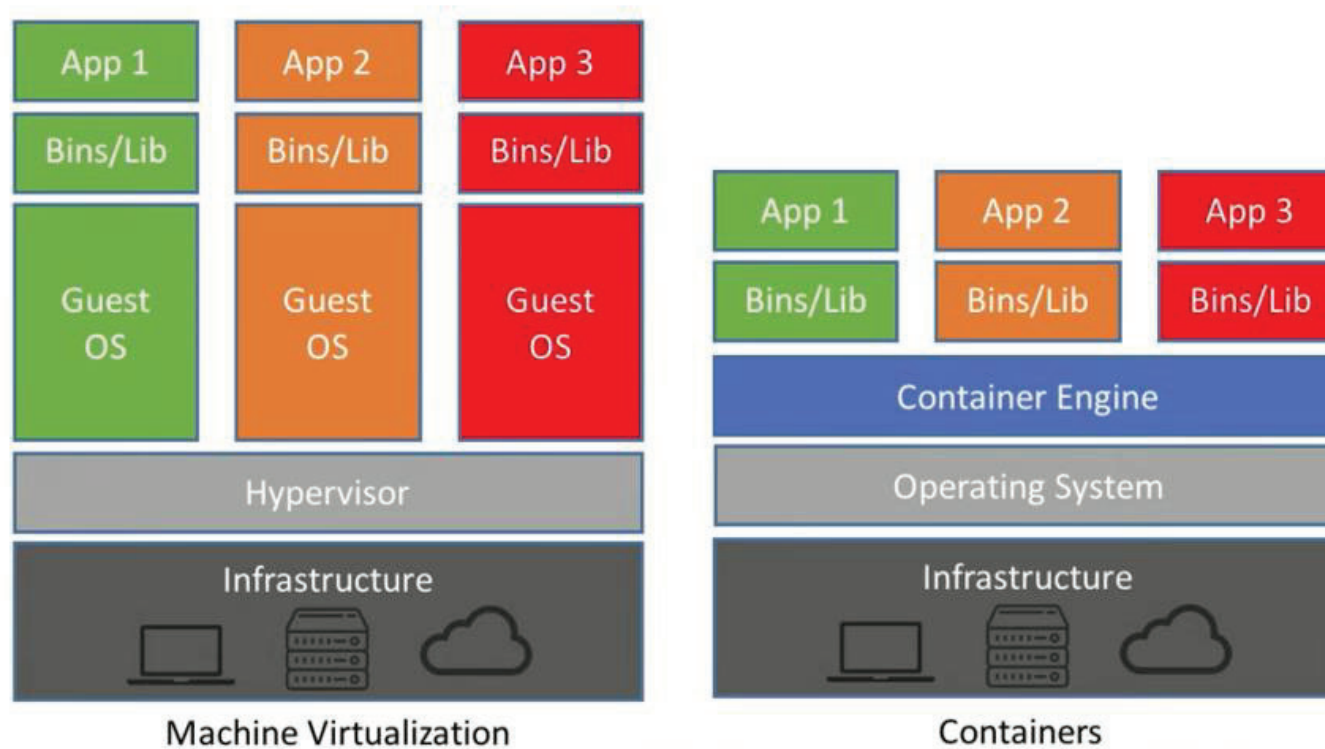 App 1
App 2
App 3
Bins/Lib
Bins/Lib
Bins/Lib
Guest
OS
Guest
OS
Guest
OS
Hypervisor
Infrastructure
Machine Virtualization
App 1
App 2
App 3
Bins/Lib
Bins/Lib
Bins/Lib
Container Engine
Operating System
Infrastructure
Containers